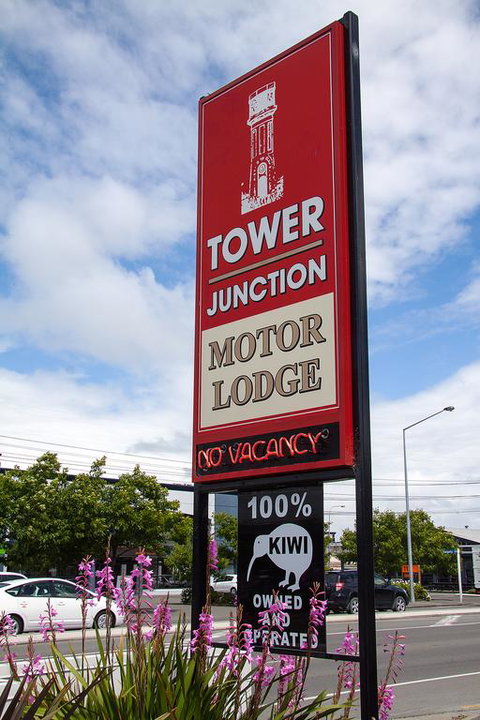 TOWER
JUNCTION
MOTOR
LODGE
NO VACANCY
100%
KIWI
OWNED
AND
OPERATED